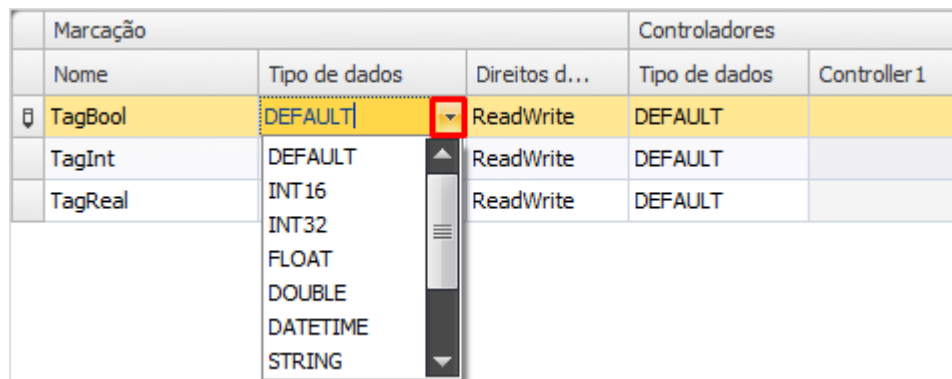 Marcação Controladores
Nome Tipo de dados Direitos d... Tipo de dados Controller1
TagBool DEFAULT ReadWrite DEFAULT
TagInt DEFAULT ReadWrite DEFAULT
TagReal INT16 ReadWrite DEFAULT
INT32
FLOAT
DOUBLE
DATETIME
STRING